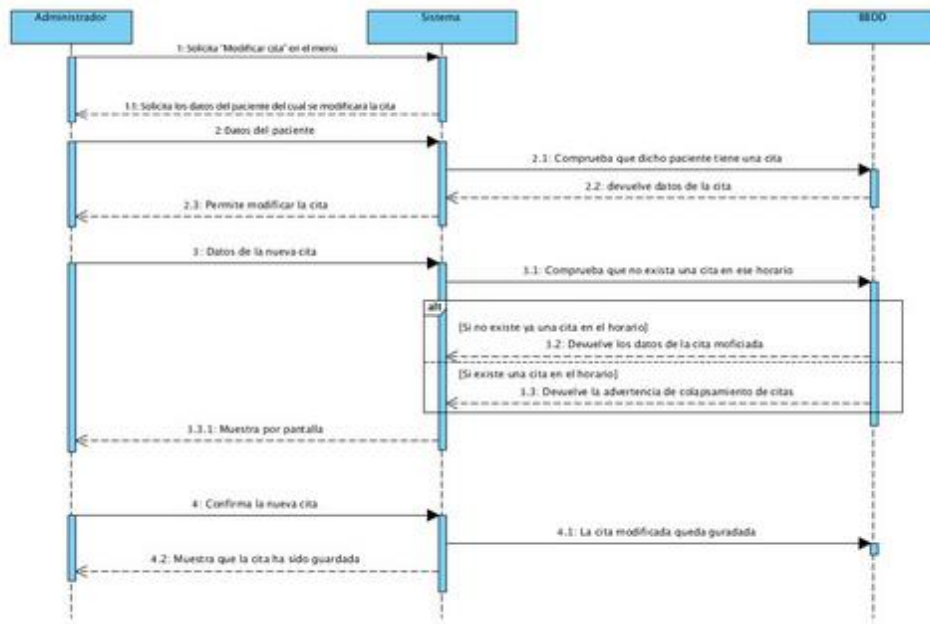 Administrador
Sistema
BBDD
1: Solicita "Modificar cita" en el menú
1.1: Solicita los datos del paciente del cual se modificara la cita
2:Datos del paciente
2.1: Comprueba que dicho paciente tiene una cita
2.2: devuelve datos de la cita
2.3: Permite modificar la cita
3: Datos de la nueva cita
3.1: Comprueba que no exista una cita en ese horario
alt
[Si no existe ya una cita en el horario]
3.2: Devuelve los datos de la cita moficiada
[Si existe una cita en el horario]
3.3: Devuelve la advertencia de colapsamiento de citas
3.3.1: Muestra por pantalla
4: Confirma la nueva cita
4.1: La cita modificada queda guradada
4.2: Muestra que la cita ha sido guardada